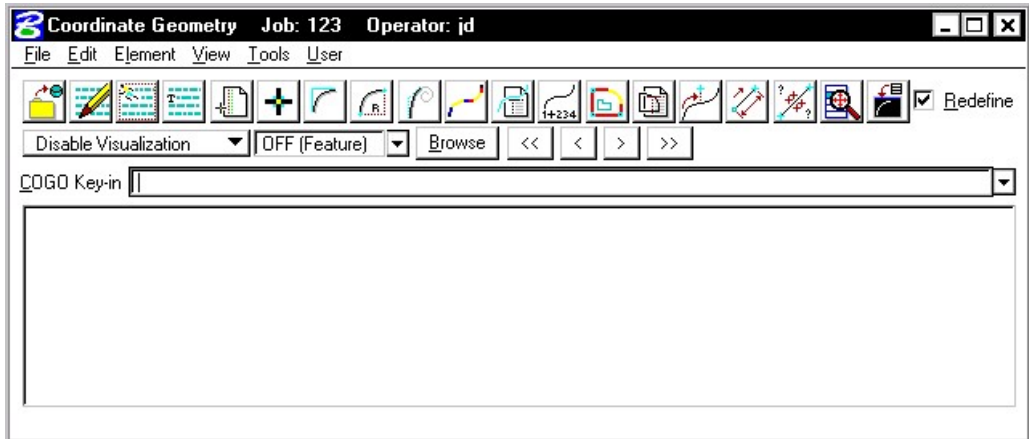 Coordinate Geometry Job: 123 Operator: jd
File Edit Element View Tools User
1+234 Redefine
Disable Visualization OFF (Feature) Browse << < > >>
COGO Key-in